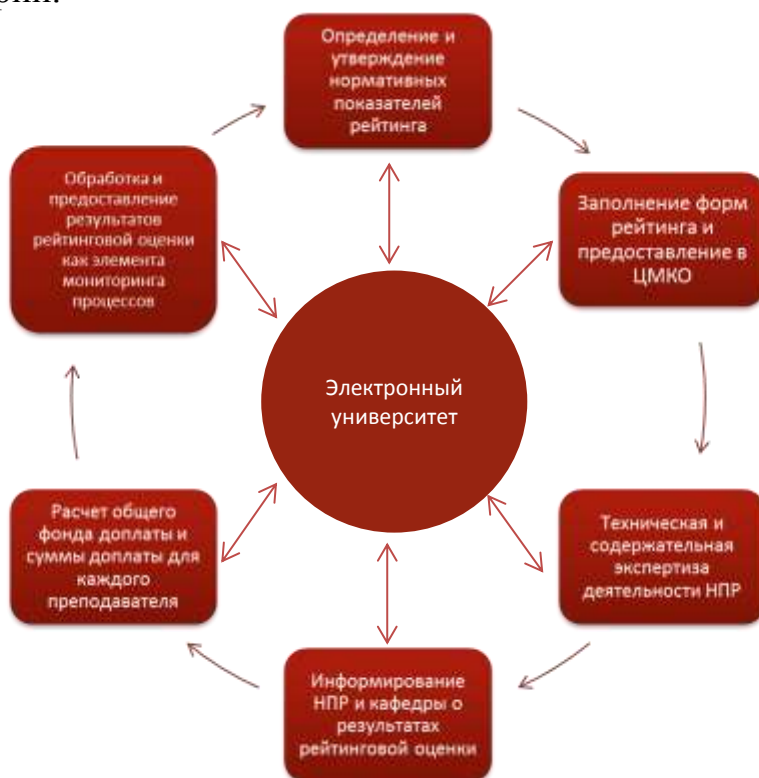 Определение и
утверждение
нормативных
показателей
рейтинга
Заполнение форм
рейтинга и
предоставление в
ЦМКО
Техническая и
содержательная
экспертиза
деятельности НПР
Информирование
НПР и кафедры о
результатах
рейтинговой оценки
Расчет общего
фонда доплаты и
суммы доплаты для
каждого
преподавателя
Обработка и
предоставление
результатов
рейтинговой оценки
как элемента
мониторинга
процессов
Электронный
университет